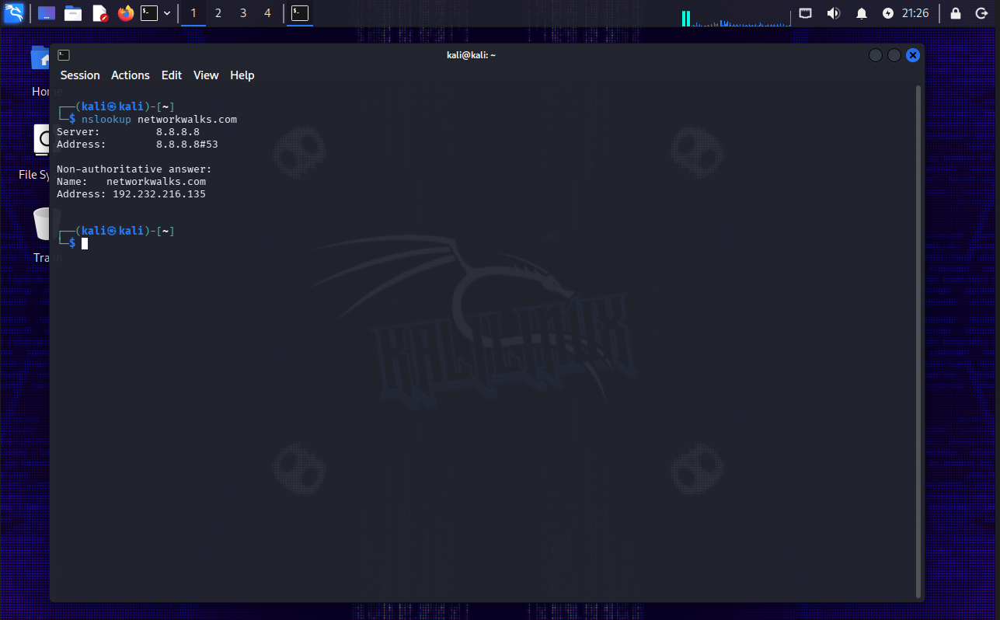 1 2 3 4 21:26
kali@kali: ~
Session Actions Edit View Help
Home
File Sy
Trash
┌──(kali㉿kali)-[~]
└─$ nslookup networkwalks.com
Server:		8.8.8.8
Address:	8.8.8.8#53
Non-authoritative answer:
Name:	networkwalks.com
Address: 192.232.216.135
┌──(kali㉿kali)-[~]
└─$
KALI LINUX